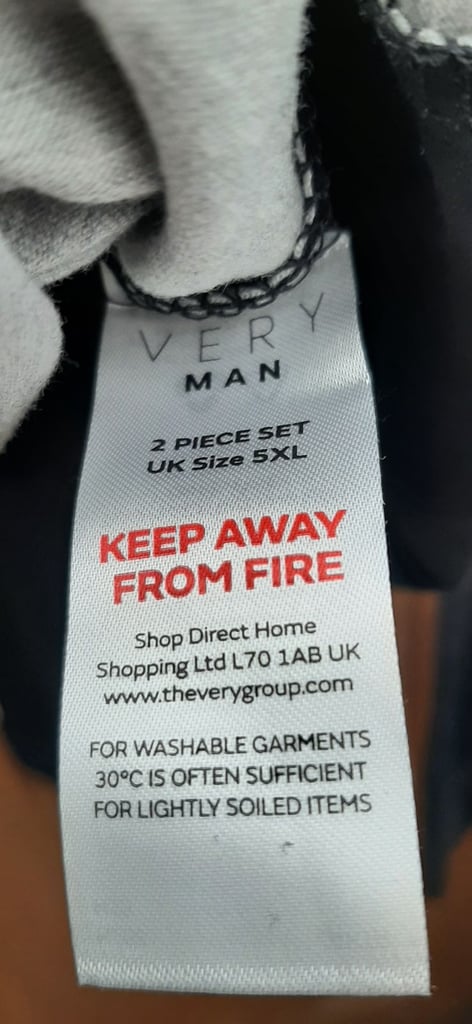 VERY
MAN
2 PIECE SET
UK Size 5XL
KEEP AWAY
FROM FIRE
Shop Direct Home
Shopping Ltd L70 1AB UK
www.theverygroup.com
FOR WASHABLE GARMENTS
30°C IS OFTEN SUFFICIENT
FOR LIGHTLY SOILED ITEMS